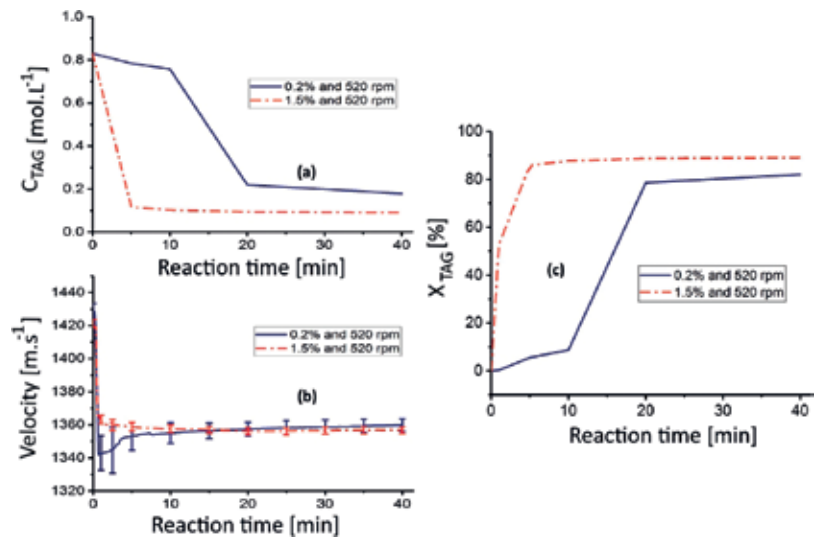 C_TAG [mol.L⁻¹]
1.0
0.8
0.6
0.4
0.2
0.0
0.2% and 520 rpm
1.5% and 520 rpm
(a)
0 10 20 30 40
Reaction time [min]
Velocity [m.s⁻¹]
1440
1420
1400
1380
1360
1340
1320
0.2% and 520 rpm
1.5% and 520 rpm
(b)
0 10 20 30 40
Reaction time [min]
X_TAG [%]
100
80
60
40
20
0
(c)
0.2% and 520 rpm
1.5% and 520 rpm
0 10 20 30 40
Reaction time [min]